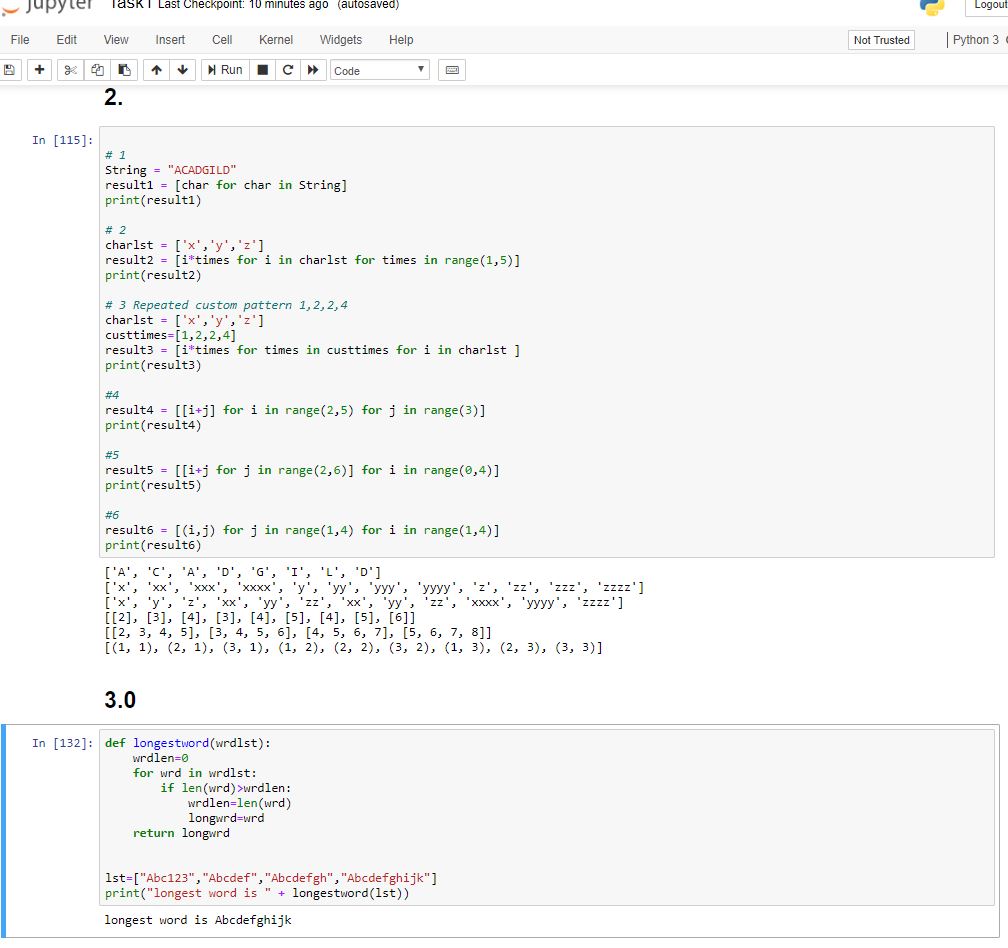 jupyter Task 1 Last Checkpoint: 10 minutes ago (autosaved)
Logout
File Edit View Insert Cell Kernel Widgets Help
Not Trusted
Python 3
Run
Code
2.
In [115]:
# 1
String = "ACADGILD"
result1 = [char for char in String]
print(result1)
# 2
charlst = ['x','y','z']
result2 = [i*times for i in charlst for times in range(1,5)]
print(result2)
# 3 Repeated custom pattern 1,2,2,4
charlst = ['x','y','z']
custtimes=[1,2,2,4]
result3 = [i*times for times in custtimes for i in charlst ]
print(result3)
#4
result4 = [[i+j] for i in range(2,5) for j in range(3)]
print(result4)
#5
result5 = [[i+j for j in range(2,6)] for i in range(0,4)]
print(result5)
#6
result6 = [(i,j) for j in range(1,4) for i in range(1,4)]
print(result6)
['A', 'C', 'A', 'D', 'G', 'I', 'L', 'D']
['x', 'xx', 'xxx', 'xxxx', 'y', 'yy', 'yyy', 'yyyy', 'z', 'zz', 'zzz', 'zzzz']
['x', 'y', 'z', 'xx', 'yy', 'zz', 'xx', 'yy', 'zz', 'xxxx', 'yyyy', 'zzzz']
[[2], [3], [4], [3], [4], [5], [4], [5], [6]]
[[2, 3, 4, 5], [3, 4, 5, 6], [4, 5, 6, 7], [5, 6, 7, 8]]
[(1, 1), (2, 1), (3, 1), (1, 2), (2, 2), (3, 2), (1, 3), (2, 3), (3, 3)]
3.0
In [132]:
def longestword(wrdlst):
    wrdlen=0
    for wrd in wrdlst:
        if len(wrd)>wrdlen:
            wrdlen=len(wrd)
            longwrd=wrd
    return longwrd
lst=["Abc123","Abcdef","Abcdefgh","Abcdefghijk"]
print("longest word is " + longestword(lst))
longest word is Abcdefghijk